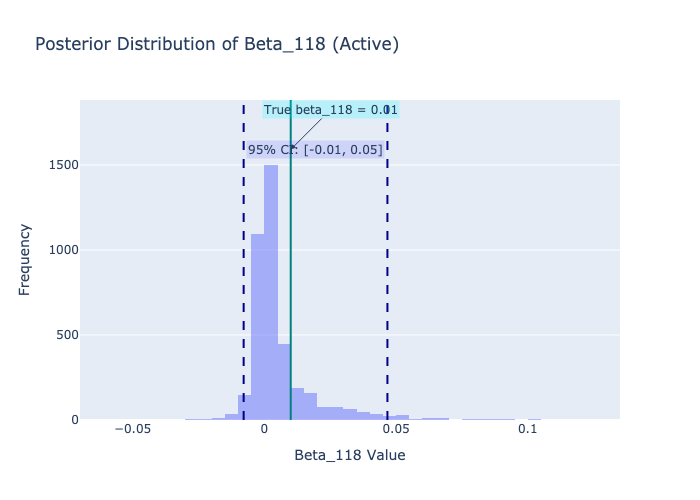 Posterior Distribution of Beta_118 (Active)
True beta_118 = 0.01
95% CI: [-0.01, 0.05]
1500
1000
500
0
Frequency
−0.05
0
0.05
0.1
Beta_118 Value